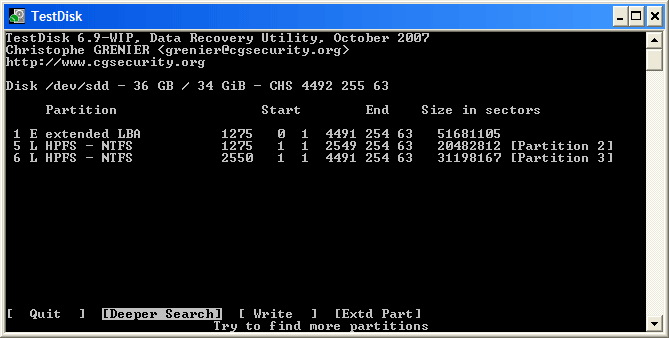 TestDisk
TestDisk 6.9-WIP, Data Recovery Utility, October 2007
Christophe GRENIER <grenier@cgsecurity.org>
http://www.cgsecurity.org
Disk /dev/sdd - 36 GB / 34 GiB - CHS 4492 255 63
Partition Start End Size in sectors
1 E extended LBA 1275 0 1 4491 254 63 51681105
5 L HPFS - NTFS 1275 1 1 2549 254 63 20482812 [Partition 2]
6 L HPFS - NTFS 2550 1 1 4491 254 63 31198167 [Partition 3]
[ Quit ] [Deeper Search] [ Write ] [Extd Part]
Try to find more partitions